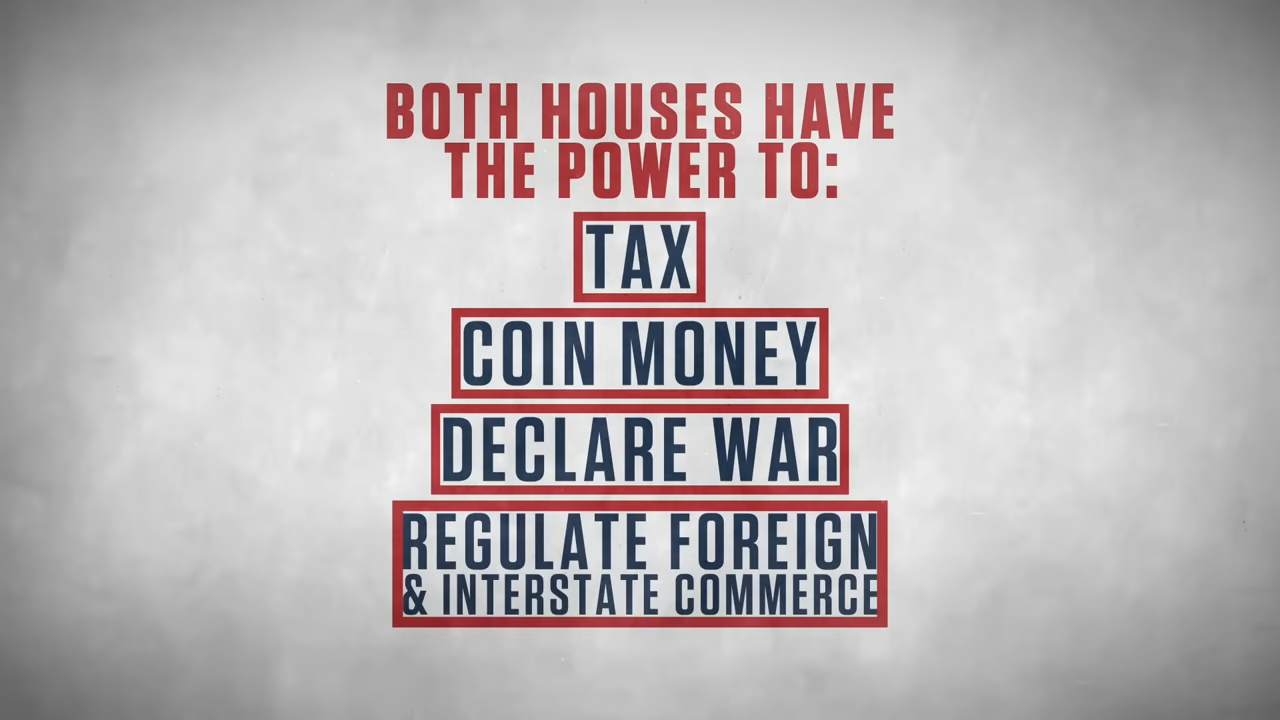 BOTH HOUSES HAVE
THE POWER TO:
TAX
COIN MONEY
DECLARE WAR
REGULATE FOREIGN
& INTERSTATE COMMERCE